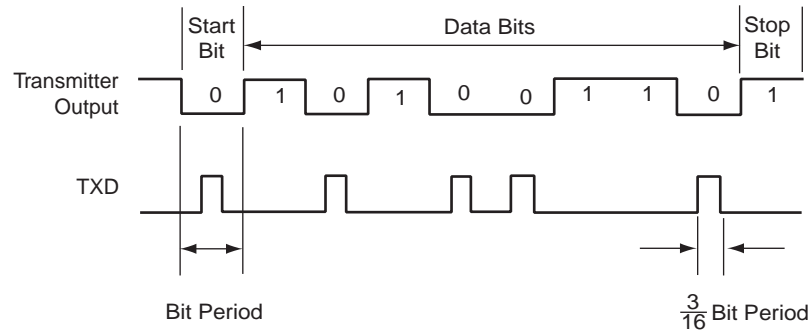 Start Bit
Data Bits
Stop Bit
Transmitter Output
0 1 0 1 0 0 1 1 0 1
TXD
Bit Period
3/16 Bit Period